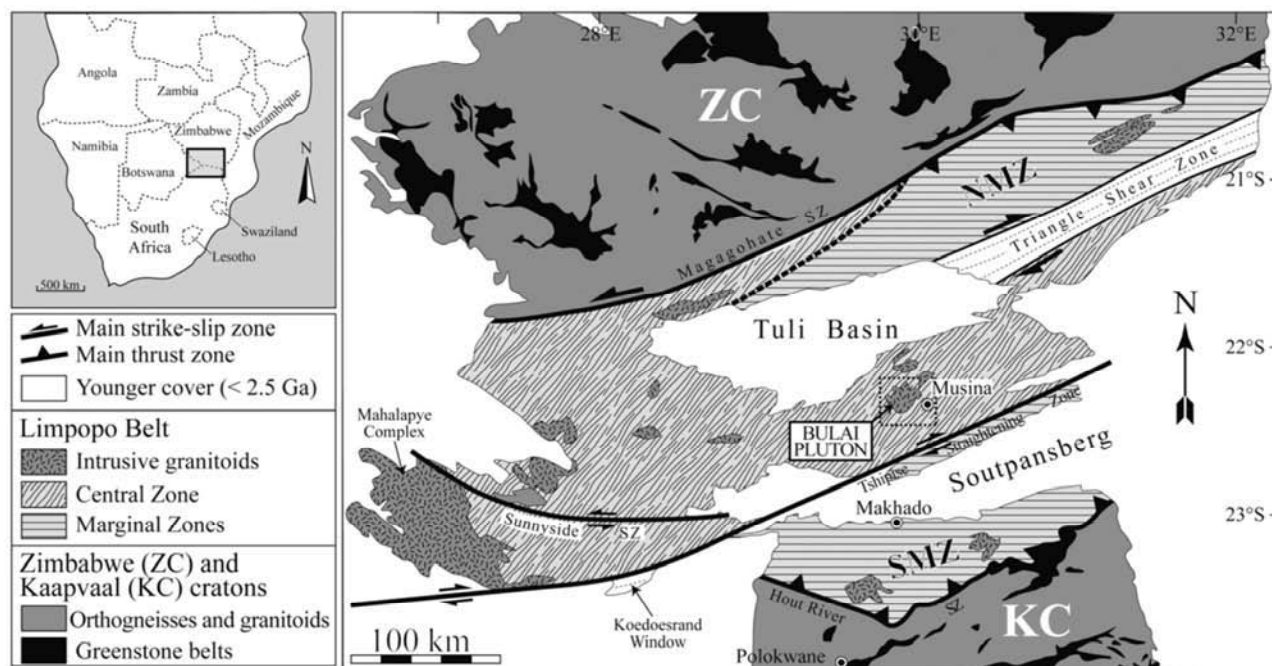 Angola
Zambia
Zimbabwe
Mozambique
Namibia
Botswana
N
South
Africa
Swaziland
Lesotho
500 km
Main strike-slip zone
Main thrust zone
Younger cover (< 2.5 Ga)
Limpopo Belt
Intrusive granitoids
Central Zone
Marginal Zones
Zimbabwe (ZC) and
Kaapvaal (KC) cratons
Orthogneisses and granitoids
Greenstone belts
28°E
30°E
32°E
ZC
NMZ
21°S
Triangle Shear Zone
Magagohate SZ
N
Tuli Basin
22°S
Musina
Mahalapye
Complex
BULAI
PLUTON
Tshipise Straightening Zone
Soutpansberg
Makhado
Sunnyside SZ
23°S
SMZ
Hout River SZ
Koedoesrand
Window
KC
100 km
Polokwane